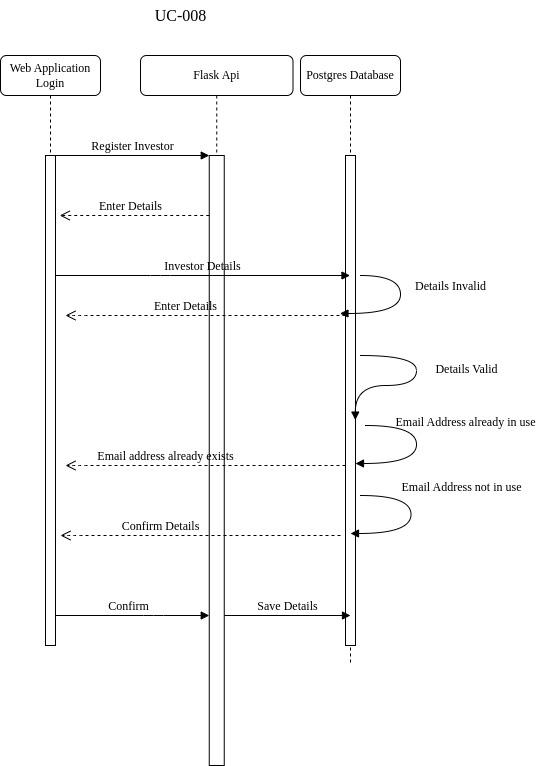 UC-008
Web Application
Login
Flask Api
Postgres Database
Register Investor
Enter Details
Investor Details
Details Invalid
Enter Details
Details Valid
Email Address already in use
Email address already exists
Email Address not in use
Confirm Details
Confirm
Save Details